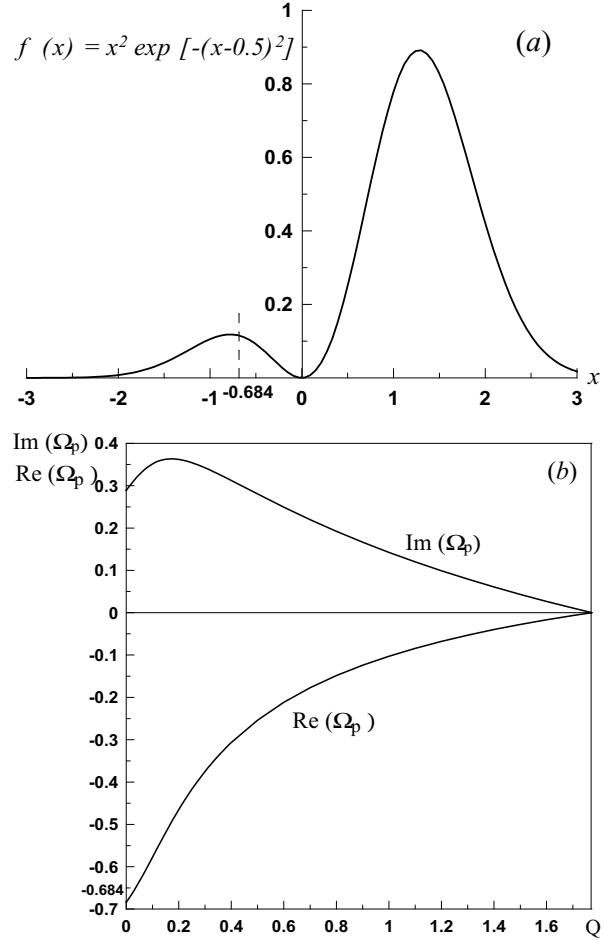 1
f (x) = x² exp [-(x-0.5)²]
(a)
0.8
0.6
0.4
0.2
-3 -2 -1 -0.684 0 1 2 3 x
Im (Ωp) 0.4
Re (Ωp) 0.3
(b)
Im (Ωp)
0.2
0.1
0
-0.1
-0.2
Re (Ωp)
-0.3
-0.4
-0.5
-0.6
-0.684
-0.7
0 0.2 0.4 0.6 0.8 1 1.2 1.4 1.6 Q